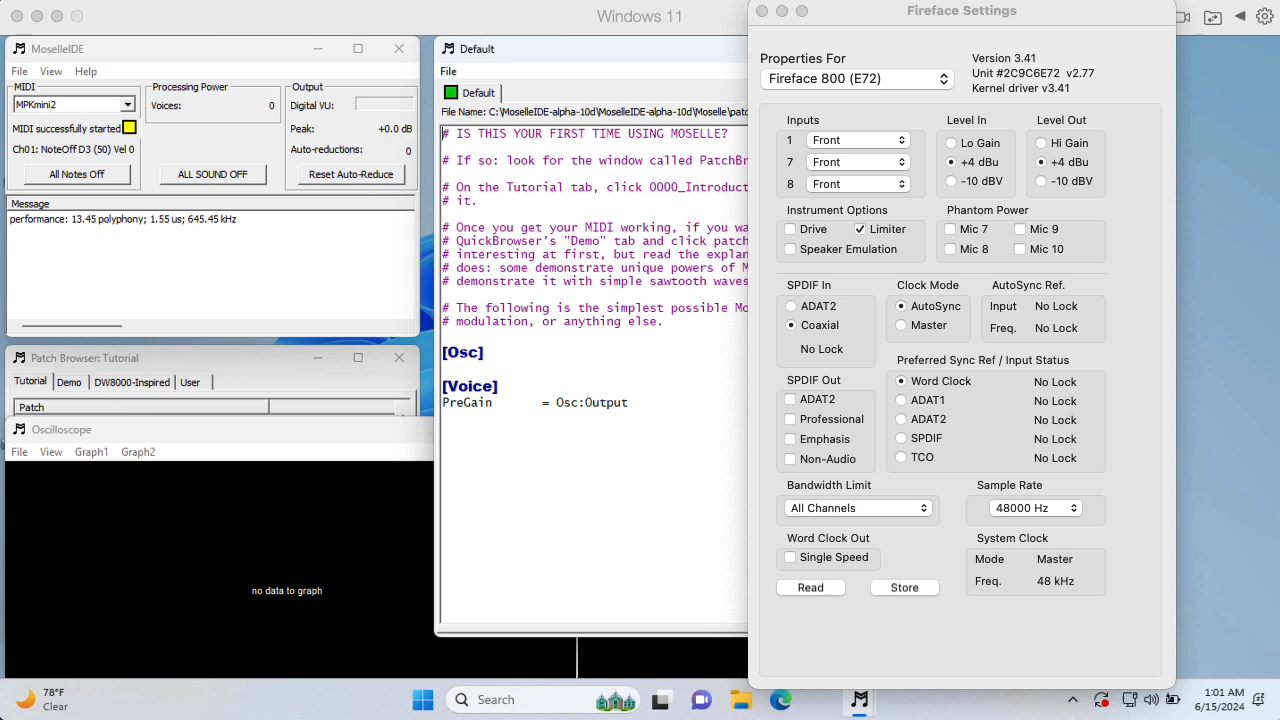 Windows 11
MoselleIDE
File View Help
MIDI
MPKmini2
MIDI successfully started
Ch01: NoteOff D3 (50) Vel 0
All Notes Off
Processing Power
Voices: 0
ALL SOUND OFF
Output
Digital VU:
Peak: +0.0 dB
Auto-reductions: 0
Reset Auto-Reduce
Message
performance: 13.45 polyphony; 1.55 us; 645.45 kHz
Patch Browser: Tutorial
Tutorial Demo DW8000-Inspired User
Patch
Oscilloscope
File View Graph1 Graph2
no data to graph
Default
File
Default
File Name: C:\MoselleIDE-alpha-10d\MoselleIDE-alpha-10d\Moselle\patc
# IS THIS YOUR FIRST TIME USING MOSELLE?
# If so: look for the window called PatchBr
# On the Tutorial tab, click 0000_Introduct
# it.
# Once you get your MIDI working, if you wa
# QuickBrowser's "Demo" tab and click patch
# interesting at first, but read the explan
# does: some demonstrate unique powers of M
# demonstrate it with simple sawtooth waves
# The following is the simplest possible Mo
# modulation, or anything else.
[Osc]
[Voice]
PreGain = Osc:Output
Fireface Settings
Properties For
Fireface 800 (E72)
Version 3.41
Unit #2C9C6E72 v2.77
Kernel driver v3.41
Inputs
1 Front
7 Front
8 Front
Level In
Lo Gain
+4 dBu
-10 dBV
Level Out
Hi Gain
+4 dBu
-10 dBV
Instrument Options
Drive Limiter
Speaker Emulation
Phantom Power
Mic 7 Mic 9
Mic 8 Mic 10
SPDIF In
ADAT2
Coaxial
No Lock
Clock Mode
AutoSync
Master
AutoSync Ref.
Input No Lock
Freq. No Lock
SPDIF Out
ADAT2
Professional
Emphasis
Non-Audio
Preferred Sync Ref / Input Status
Word Clock No Lock
ADAT1 No Lock
ADAT2 No Lock
SPDIF No Lock
TCO No Lock
Bandwidth Limit
All Channels
Sample Rate
48000 Hz
Word Clock Out
Single Speed
System Clock
Mode Master
Freq. 48 kHz
Read Store
78°F
Clear
Search
1:01 AM
6/15/2024